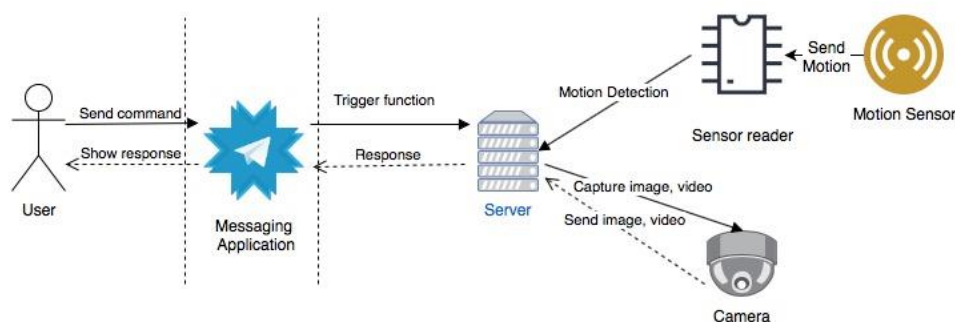 Send
Motion
Motion Sensor
Sensor reader
Motion Detection
Send command
Trigger function
Show response
Response
User
Messaging
Application
Server
Capture image, video
Send image, video
Camera